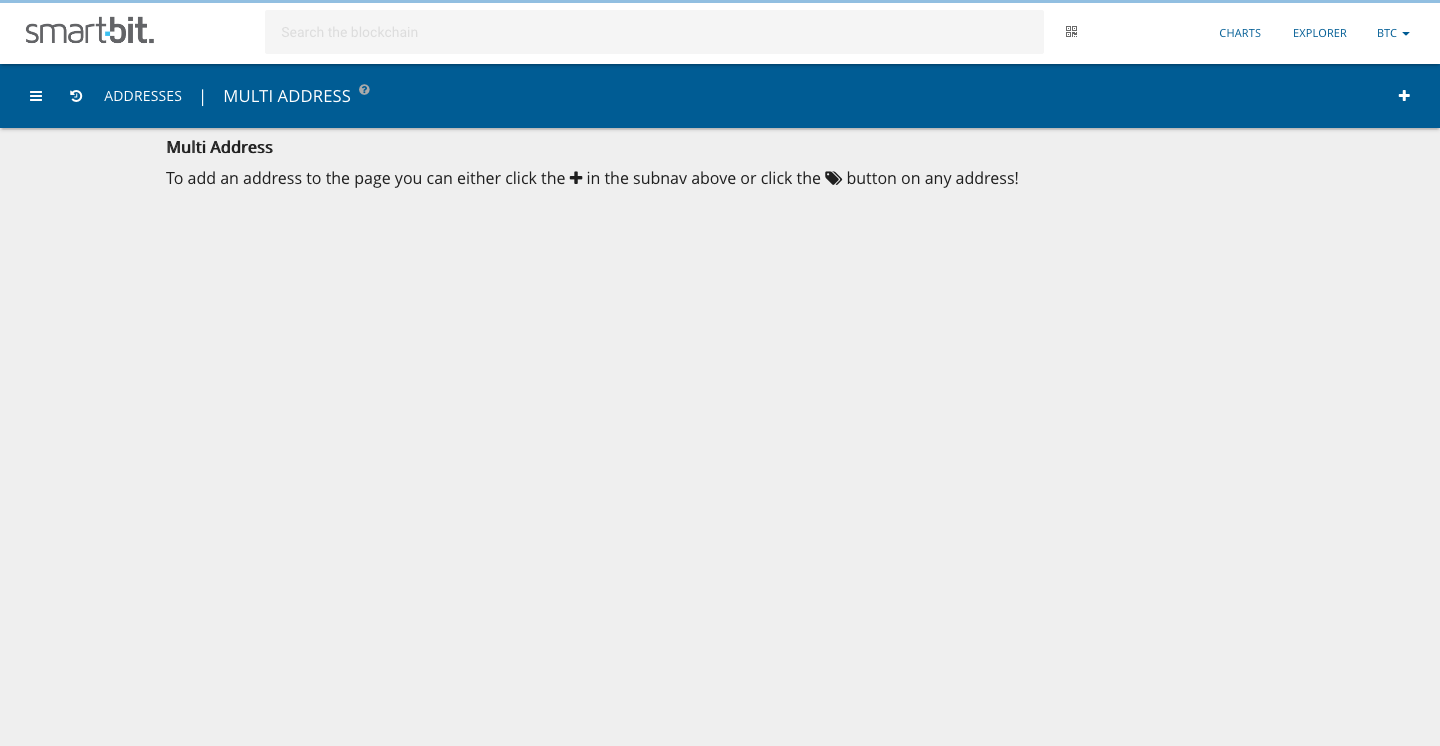 smartbit.
Search the blockchain
CHARTS
EXPLORER
BTC
ADDRESSES | MULTI ADDRESS ?
Multi Address
To add an address to the page you can either click the in the subnav above or click the button on any address!